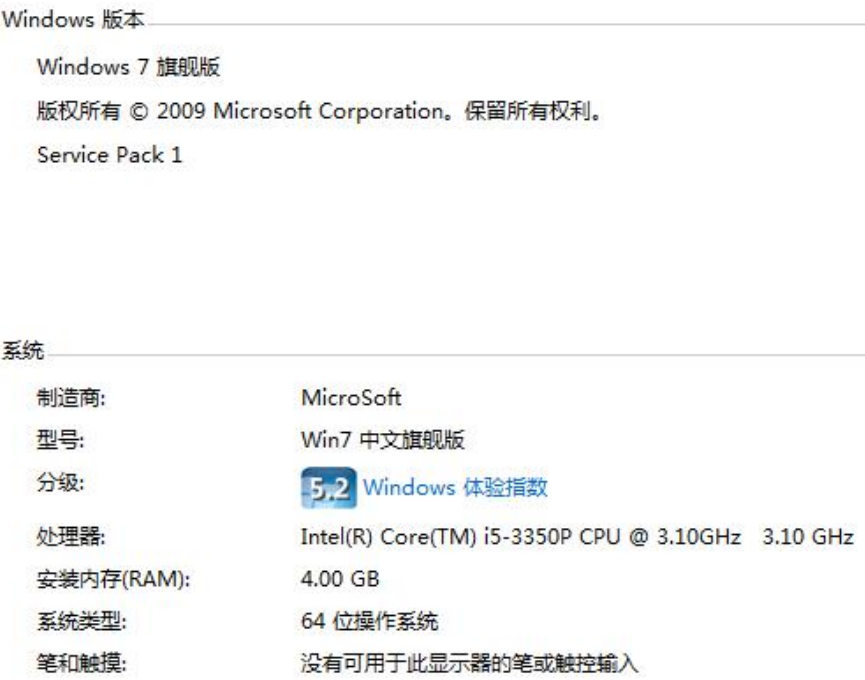 Windows 版本
Windows 7 旗舰版
版权所有 © 2009 Microsoft Corporation。保留所有权利。
Service Pack 1
系统
制造商: MicroSoft
型号: Win7 中文旗舰版
分级: 5.2 Windows 体验指数
处理器: Intel(R) Core(TM) i5-3350P CPU @ 3.10GHz 3.10 GHz
安装内存(RAM): 4.00 GB
系统类型: 64 位操作系统
笔和触摸: 没有可用于此显示器的笔或触控输入